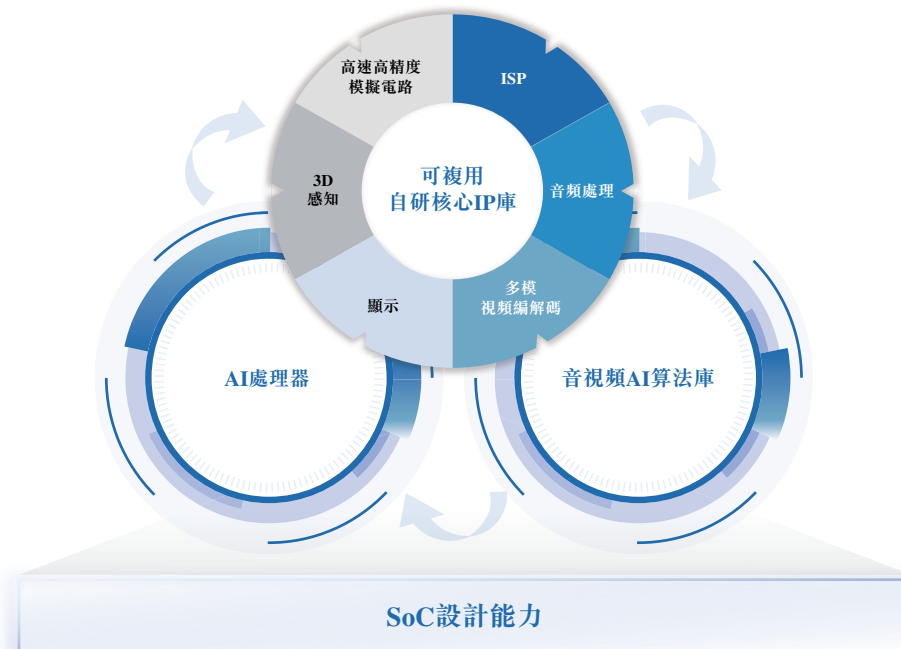 高速高精度
模擬電路
ISP
3D
感知
可複用
自研核心IP庫
音頻處理
顯示
多模
視頻編解碼
AI處理器
音視頻AI算法庫
SoC設計能力